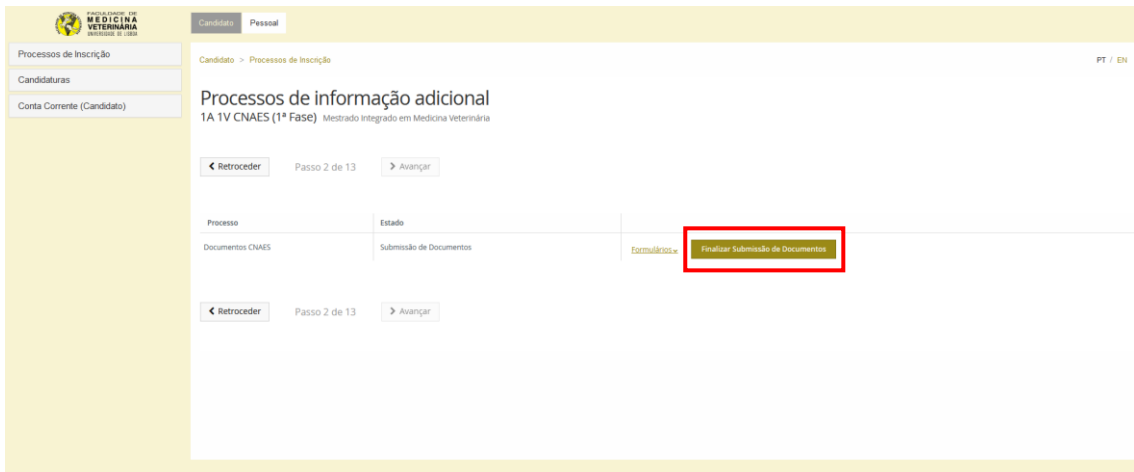 FACULDADE DE
MEDICINA
VETERINÁRIA
UNIVERSIDADE DE LISBOA
Candidato Pessoal
Processos de Inscrição
Candidaturas
Conta Corrente (Candidato)
Candidato > Processos de Inscrição
PT / EN
Processos de informação adicional
1A 1V CNAES (1ª Fase) Mestrado Integrado em Medicina Veterinária
Retroceder Passo 2 de 13 Avançar
Processo Estado
Documentos CNAES Submissão de Documentos Formulários Finalizar Submissão de Documentos
Retroceder Passo 2 de 13 Avançar